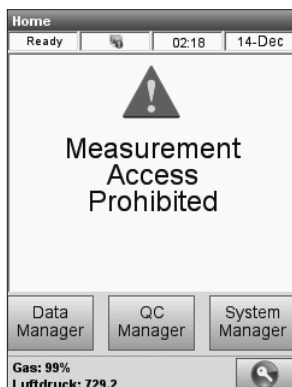 Home
Ready 02:18 14-Dec
Measurement
Access
Prohibited
Data QC System
Manager Manager Manager
Gas: 99%
Luftdruck: 729.2